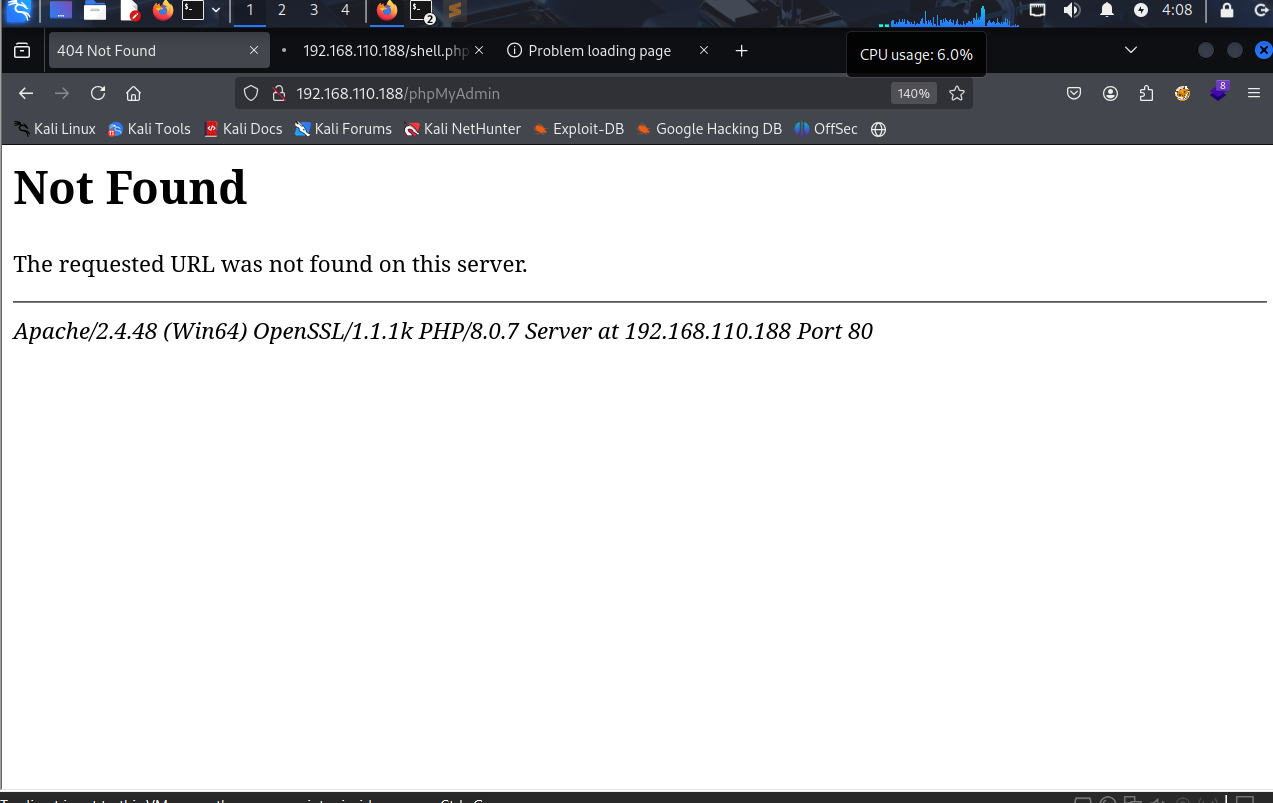 1 2 3 4 2 4:08
404 Not Found 192.168.110.188/shell.php Problem loading page CPU usage: 6.0%
192.168.110.188/phpMyAdmin 140% 8
Kali Linux Kali Tools Kali Docs Kali Forums Kali NetHunter Exploit-DB Google Hacking DB OffSec
Not Found
The requested URL was not found on this server.
Apache/2.4.48 (Win64) OpenSSL/1.1.1k PHP/8.0.7 Server at 192.168.110.188 Port 80